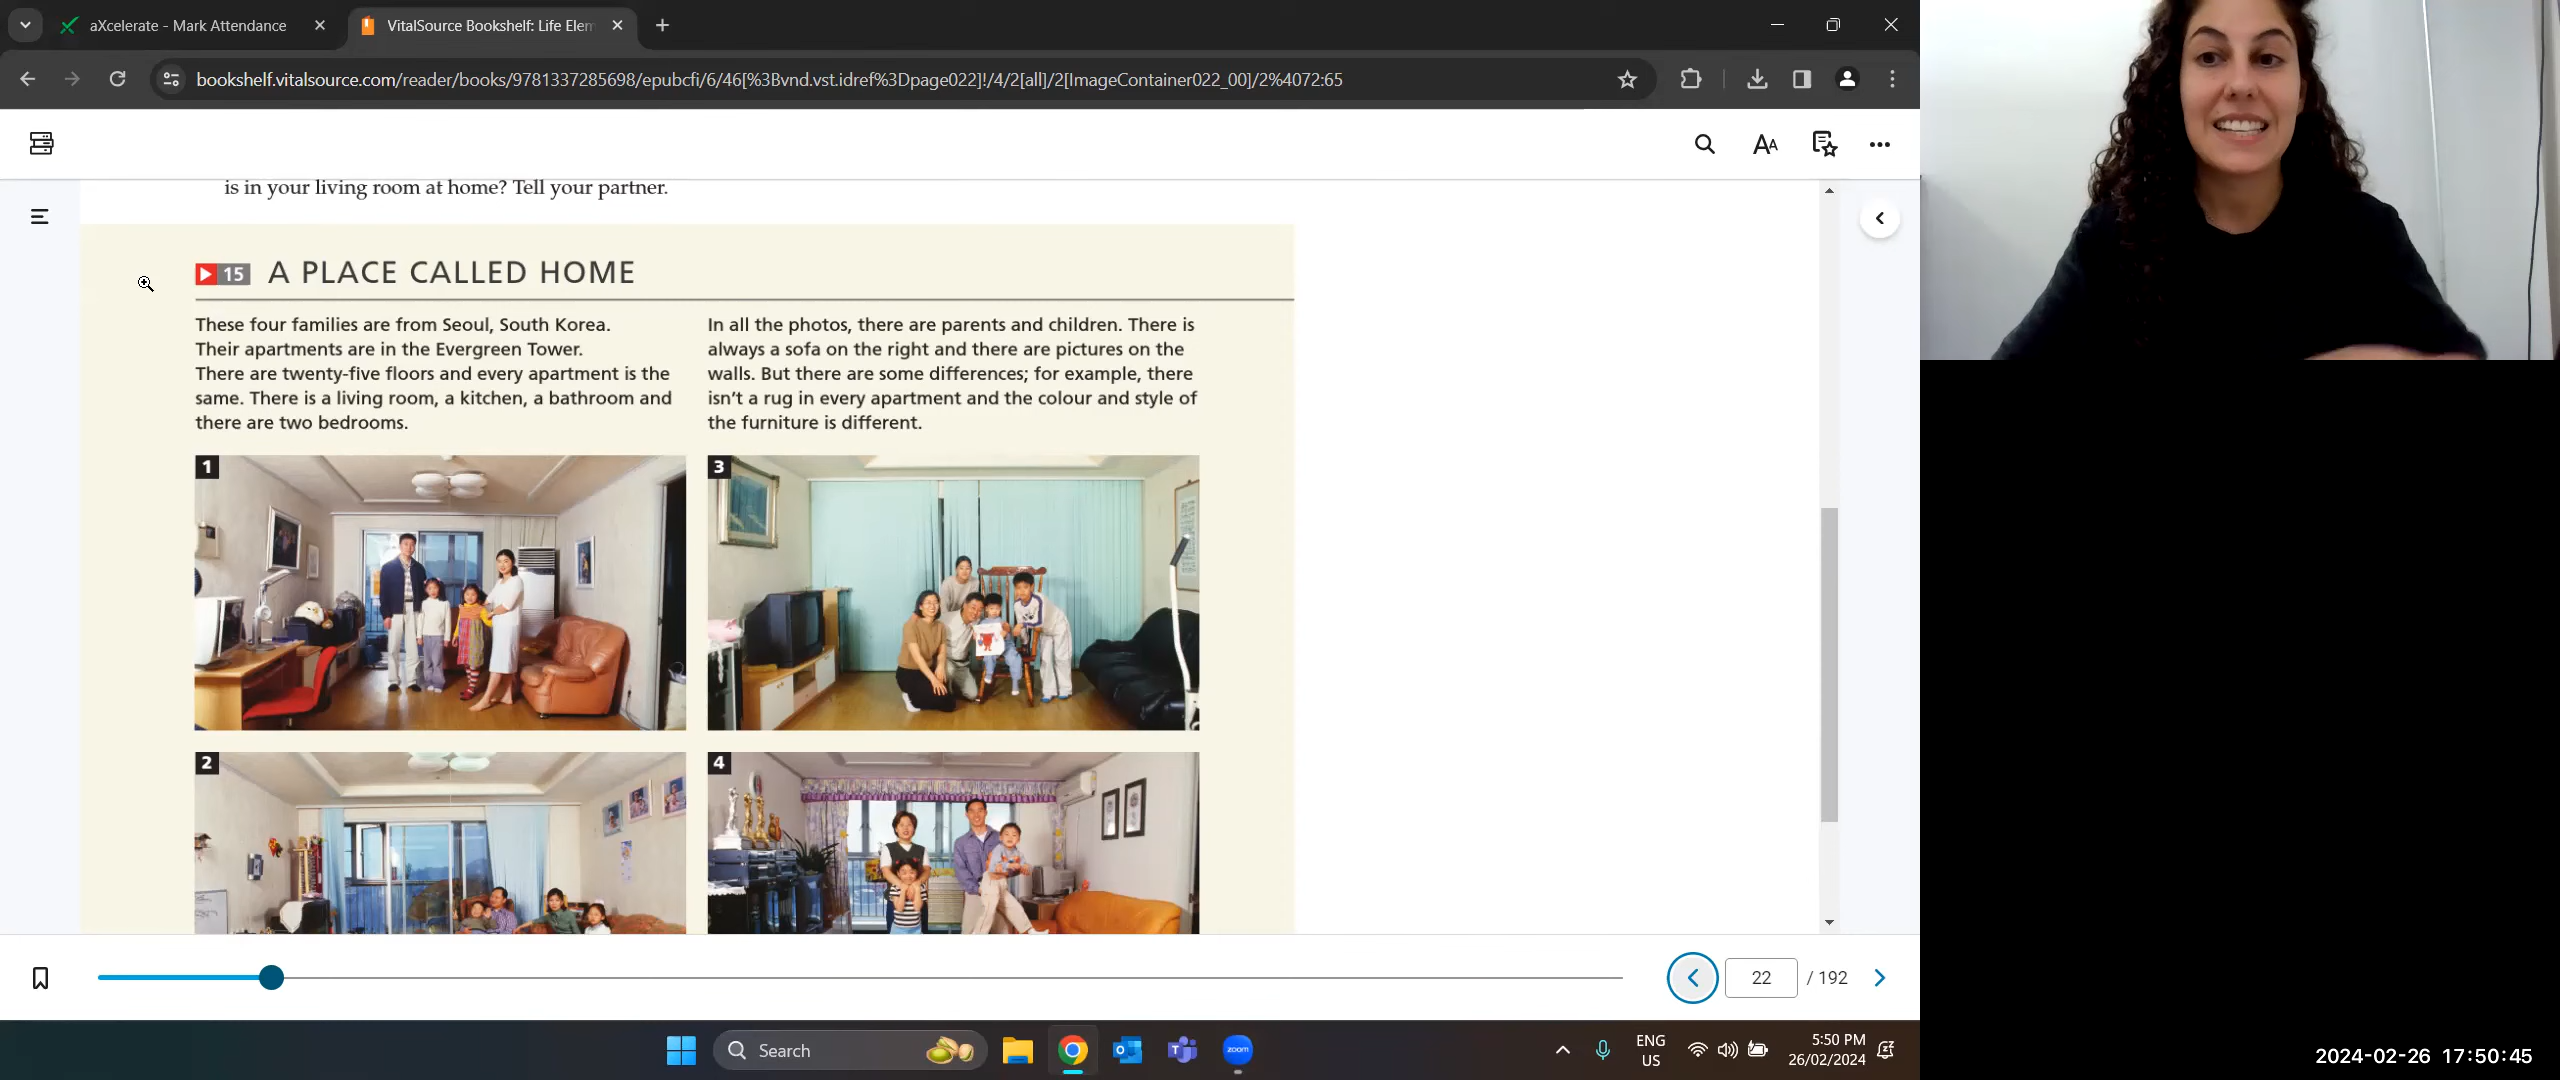 aXcelerate - Mark Attendance
VitalSource Bookshelf: Life Elem
bookshelf.vitalsource.com/reader/books/9781337285698/epubcfi/6/46[%3Bvnd.vst.idref%3Dpage022]!/4/2[all]/2[ImageContainer022_00]/2%4072:65
is in your living room at home? Tell your partner.
15 A PLACE CALLED HOME
These four families are from Seoul, South Korea.
Their apartments are in the Evergreen Tower.
There are twenty-five floors and every apartment is the
same. There is a living room, a kitchen, a bathroom and
there are two bedrooms.
In all the photos, there are parents and children. There is
always a sofa on the right and there are pictures on the
walls. But there are some differences; for example, there
isn't a rug in every apartment and the colour and style of
the furniture is different.
1
3
2
4
22 / 192
Search
zoom
ENG
US
5:50 PM
26/02/2024
2024-02-26 17:50:45